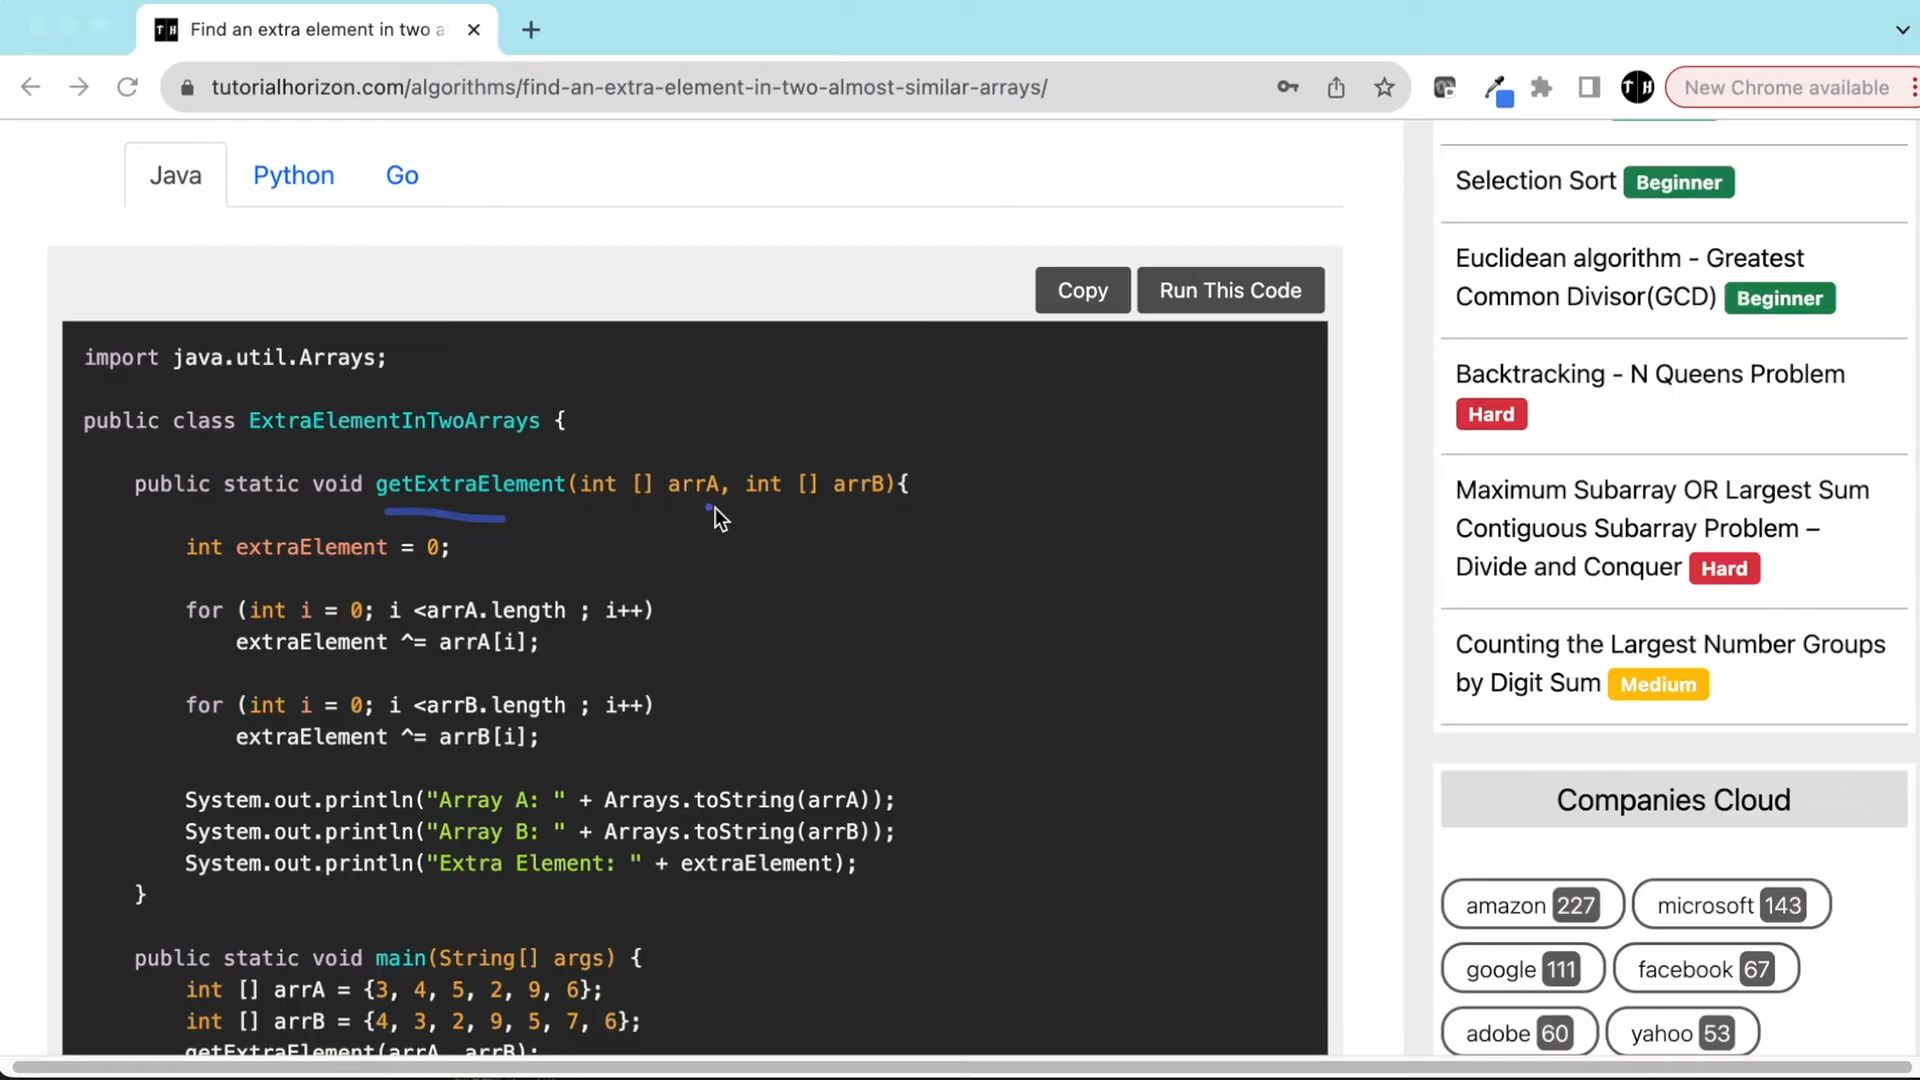 Find an extra element in two a
tutorialhorizon.com/algorithms/find-an-extra-element-in-two-almost-similar-arrays/
New Chrome available
Java
Python
Go
Copy
Run This Code
import java.util.Arrays;
public class ExtraElementInTwoArrays {
public static void getExtraElement(int [] arrA, int [] arrB){
int extraElement = 0;
for (int i = 0; i <arrA.length ; i++)
extraElement ^= arrA[i];
for (int i = 0; i <arrB.length ; i++)
extraElement ^= arrB[i];
System.out.println("Array A: " + Arrays.toString(arrA));
System.out.println("Array B: " + Arrays.toString(arrB));
System.out.println("Extra Element: " + extraElement);
}
public static void main(String[] args) {
int [] arrA = {3, 4, 5, 2, 9, 6};
int [] arrB = {4, 3, 2, 9, 5, 7, 6};
getExtraElement(arrA, arrB);
Selection Sort Beginner
Euclidean algorithm - Greatest
Common Divisor(GCD) Beginner
Backtracking - N Queens Problem
Hard
Maximum Subarray OR Largest Sum
Contiguous Subarray Problem –
Divide and Conquer Hard
Counting the Largest Number Groups
by Digit Sum Medium
Companies Cloud
amazon 227 microsoft 143
google 111 facebook 67
adobe 60 yahoo 53